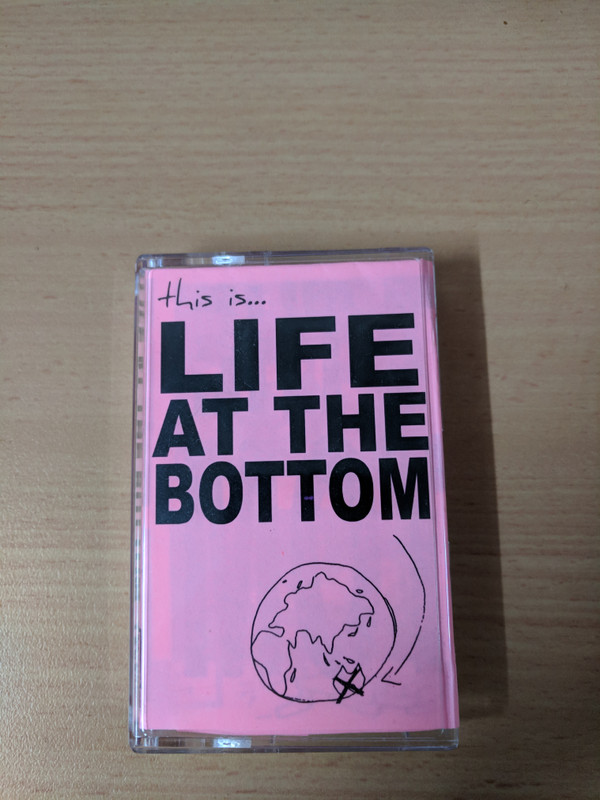 this is...
LIFE
AT THE
BOTTOM